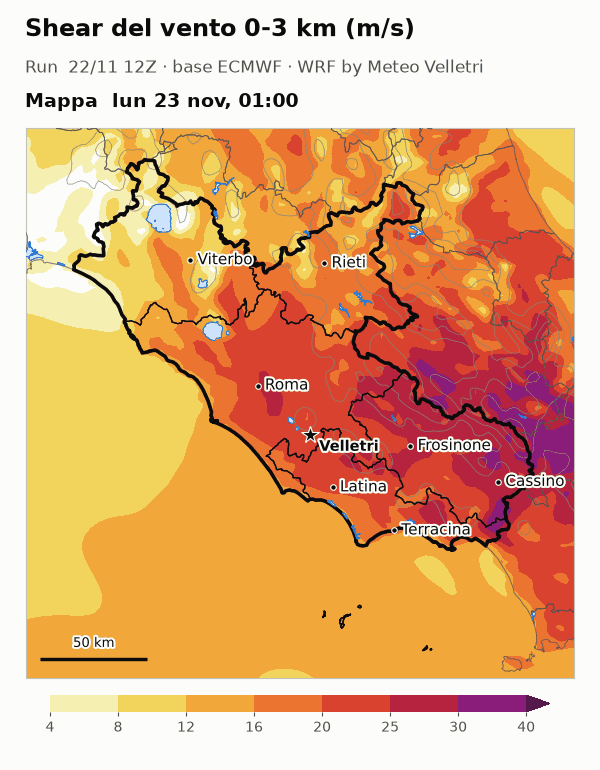 Shear del vento 0-3 km (m/s)
Run  22/11 12Z · base ECMWF · WRF by Meteo Velletri
Mappa  lun 23 nov, 01:00
Viterbo
Rieti
Roma
Velletri
Frosinone
Cassino
Latina
Terracina
50 km
4 8 12 16 20 25 30 40